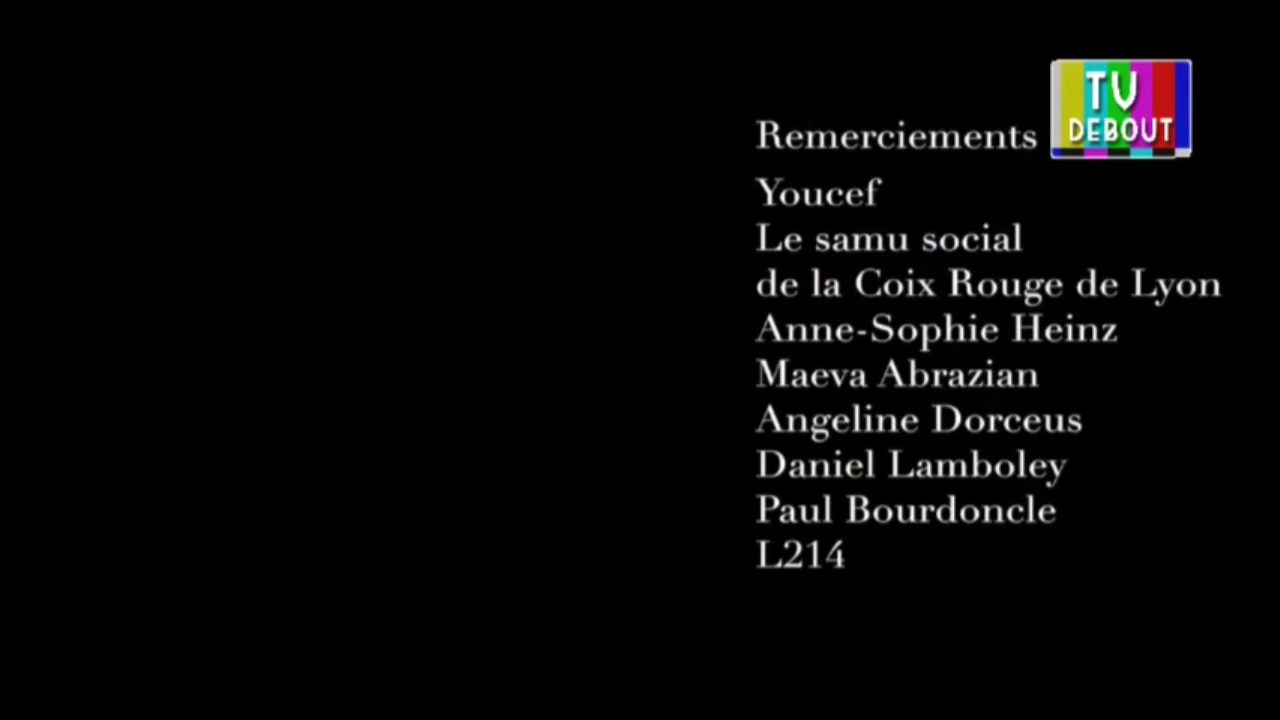 TV
DEBOUT
Remerciements
Youcef
Le samu social
de la Coix Rouge de Lyon
Anne-Sophie Heinz
Maeva Abrazian
Angeline Dorceus
Daniel Lamboley
Paul Bourdoncle
L214